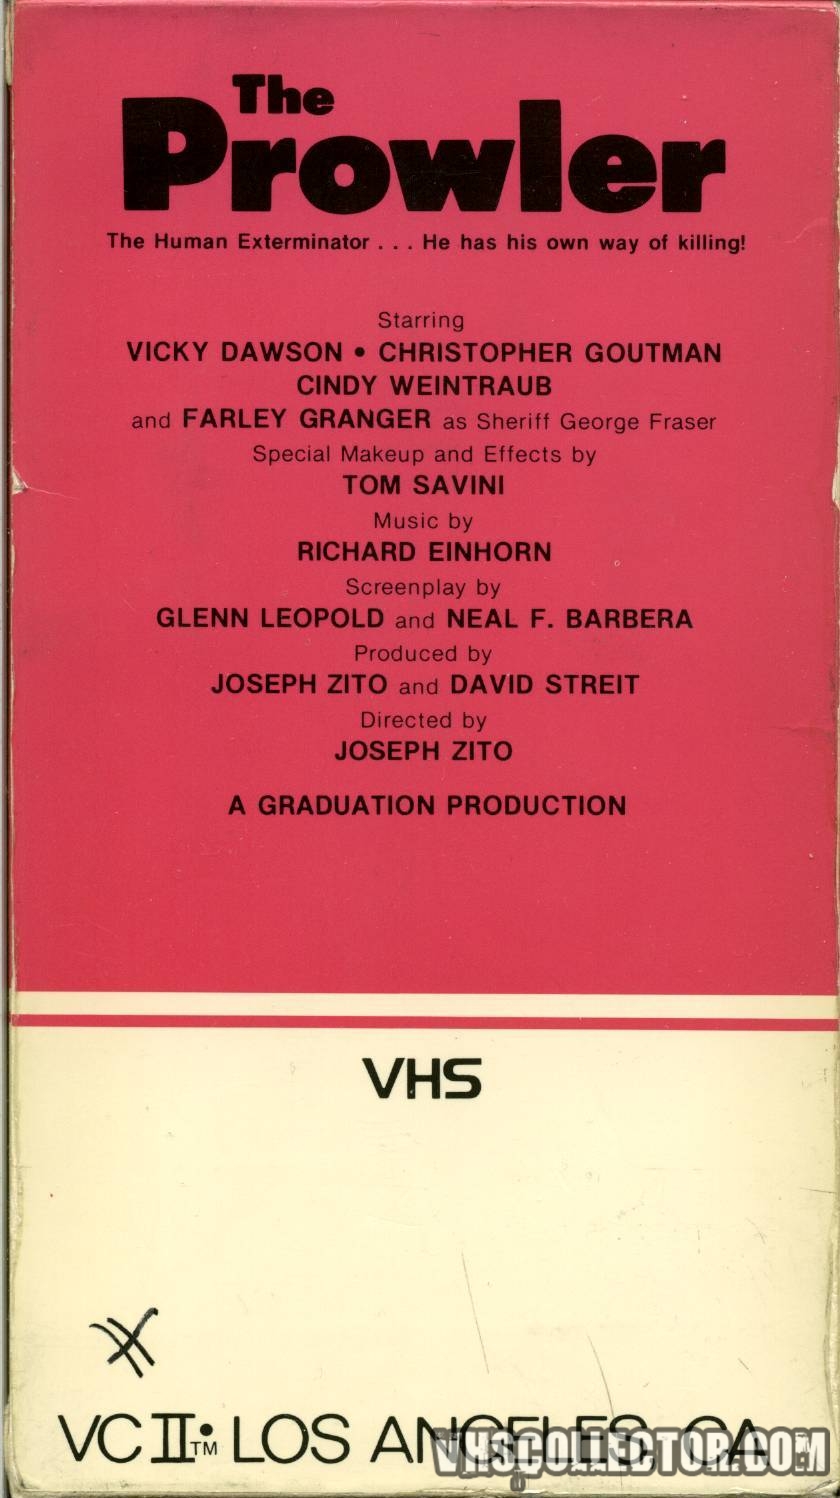 The
Prowler
The Human Exterminator . . . He has his own way of killing!
Starring
VICKY DAWSON • CHRISTOPHER GOUTMAN
CINDY WEINTRAUB
and FARLEY GRANGER as Sheriff George Fraser
Special Makeup and Effects by
TOM SAVINI
Music by
RICHARD EINHORN
Screenplay by
GLENN LEOPOLD and NEAL F. BARBERA
Produced by
JOSEPH ZITO and DAVID STREIT
Directed by
JOSEPH ZITO
A GRADUATION PRODUCTION
VHS
VC II•™ LOS ANGELES, CA
VHSCOLLECTOR.COM